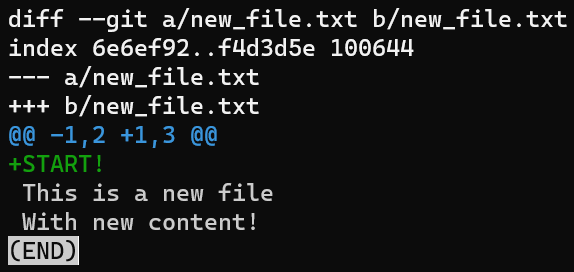 diff --git a/new_file.txt b/new_file.txt
index 6e6ef92..f4d3d5e 100644
--- a/new_file.txt
+++ b/new_file.txt
@@ -1,2 +1,3 @@
+START!
 This is a new file
 With new content!
(END)